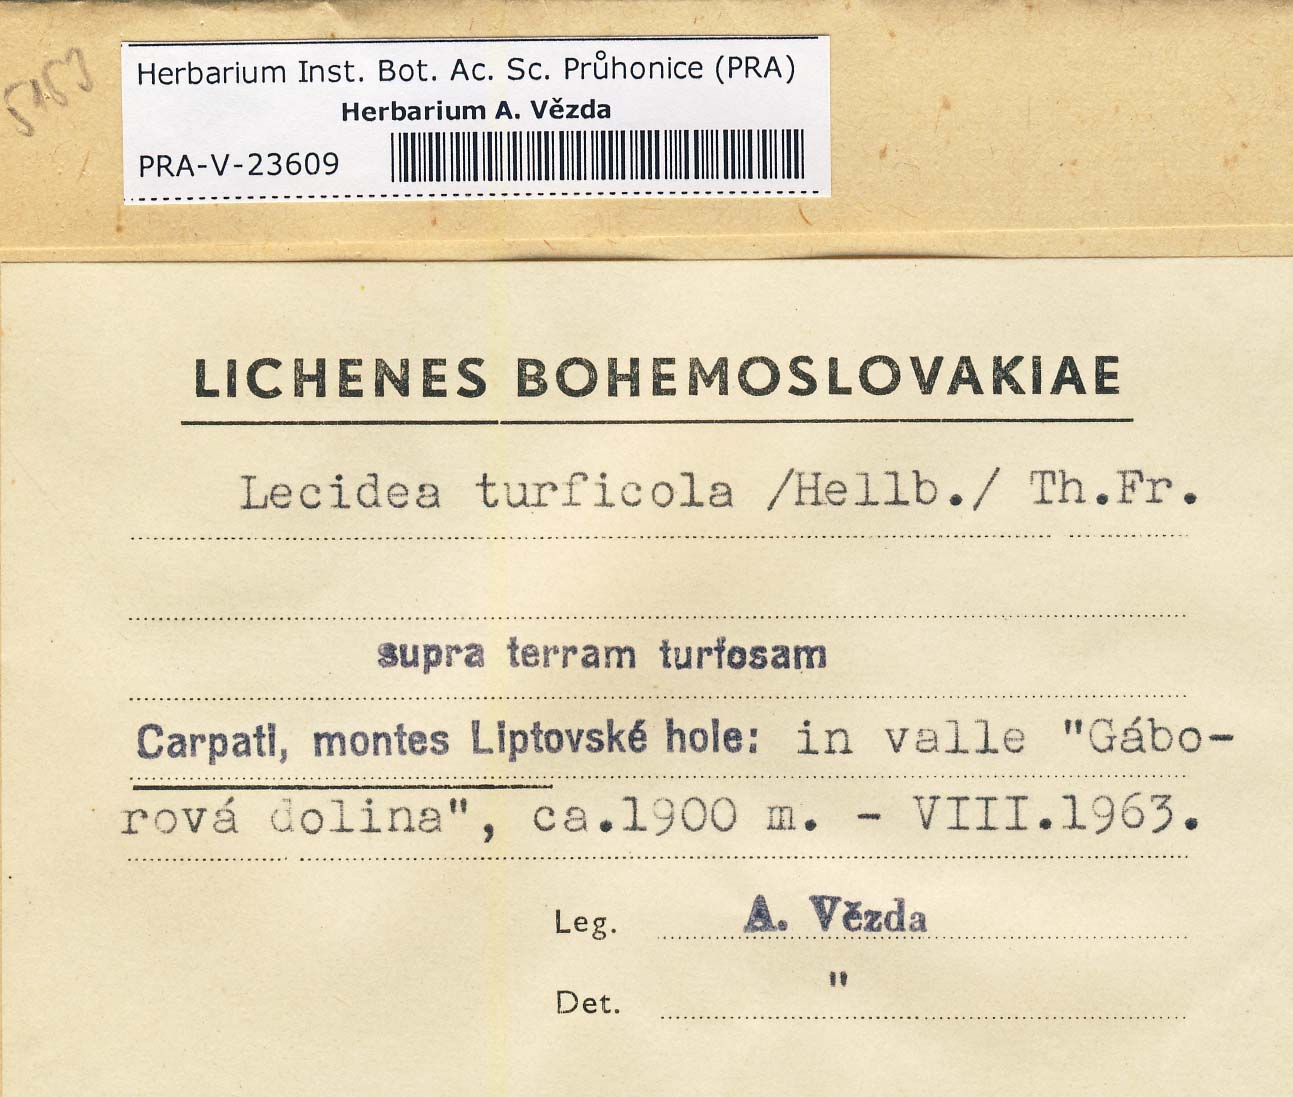 5153
Herbarium Inst. Bot. Ac. Sc. Průhonice (PRA)
Herbarium A. Vězda
PRA-V-23609
LICHENES BOHEMOSLOVAKIAE
Lecidea turficola /Hellb./ Th.Fr.
supra terram turfosam
Carpati, montes Liptovské hole: in valle "Gábo-
rová dolina", ca.1900 m. - VIII.1963.
Leg. A. Vězda
Det. "